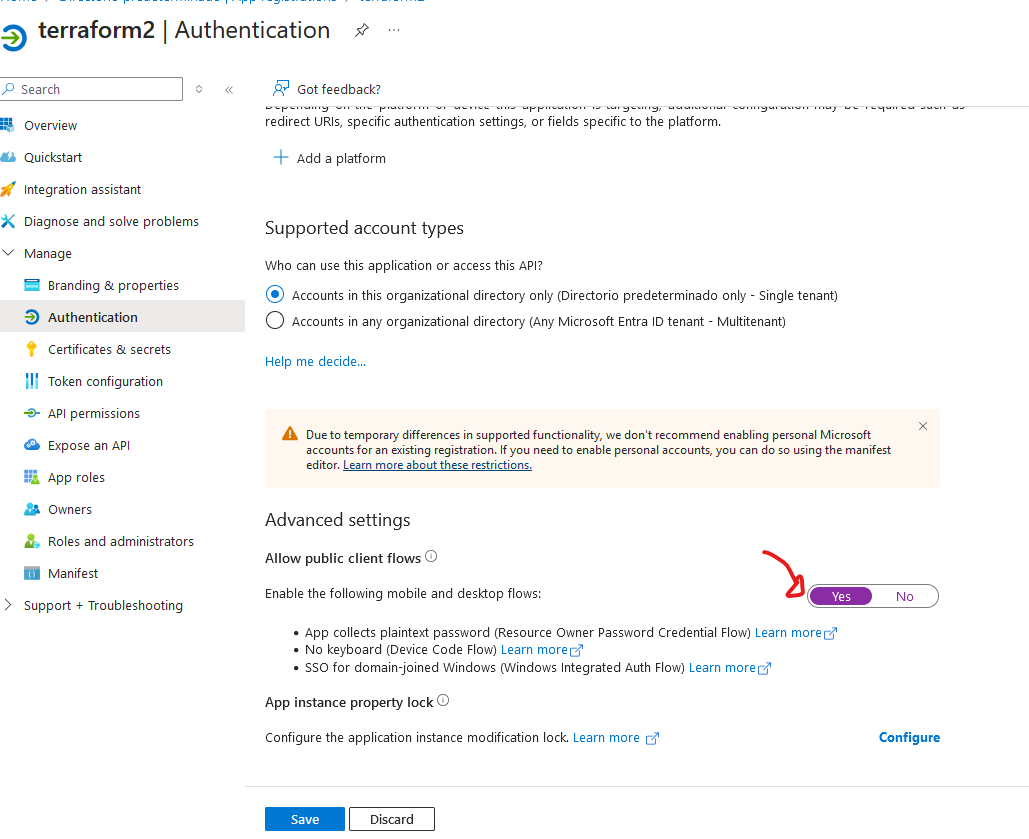 Home > Directorio predeterminado | App registrations > terraform2
terraform2 | Authentication
Search
Got feedback?
Overview
Quickstart
Integration assistant
Diagnose and solve problems
Manage
Branding & properties
Authentication
Certificates & secrets
Token configuration
API permissions
Expose an API
App roles
Owners
Roles and administrators
Manifest
Support + Troubleshooting
Depending on the platform or device this application is targeting, additional configuration may be required such as
redirect URIs, specific authentication settings, or fields specific to the platform.
Add a platform
Supported account types
Who can use this application or access this API?
Accounts in this organizational directory only (Directorio predeterminado only - Single tenant)
Accounts in any organizational directory (Any Microsoft Entra ID tenant - Multitenant)
Help me decide...
Due to temporary differences in supported functionality, we don't recommend enabling personal Microsoft
accounts for an existing registration. If you need to enable personal accounts, you can do so using the manifest
editor. Learn more about these restrictions.
Advanced settings
Allow public client flows
Enable the following mobile and desktop flows:
Yes No
• App collects plaintext password (Resource Owner Password Credential Flow) Learn more
• No keyboard (Device Code Flow) Learn more
• SSO for domain-joined Windows (Windows Integrated Auth Flow) Learn more
App instance property lock
Configure the application instance modification lock. Learn more
Configure
Save Discard